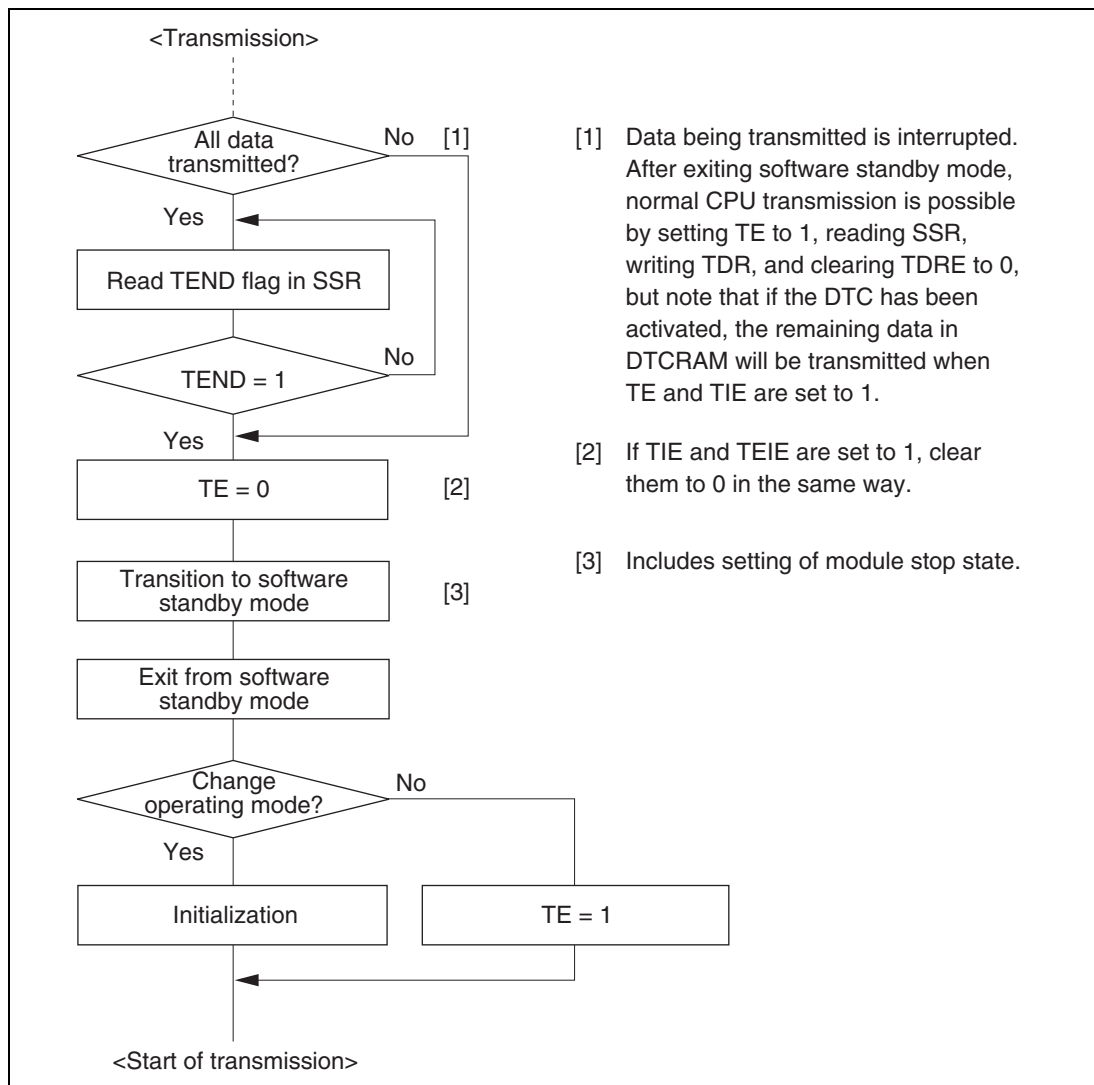 <Transmission>
All data
transmitted?
No [1]
Yes
Read TEND flag in SSR
No
TEND = 1
Yes
TE = 0
[2]
Transition to software
standby mode
[3]
Exit from software
standby mode
Change
operating mode?
No
Yes
Initialization
TE = 1
<Start of transmission>
[1] Data being transmitted is interrupted.
After exiting software standby mode,
normal CPU transmission is possible
by setting TE to 1, reading SSR,
writing TDR, and clearing TDRE to 0,
but note that if the DTC has been
activated, the remaining data in
DTCRAM will be transmitted when
TE and TIE are set to 1.
[2] If TIE and TEIE are set to 1, clear
them to 0 in the same way.
[3] Includes setting of module stop state.